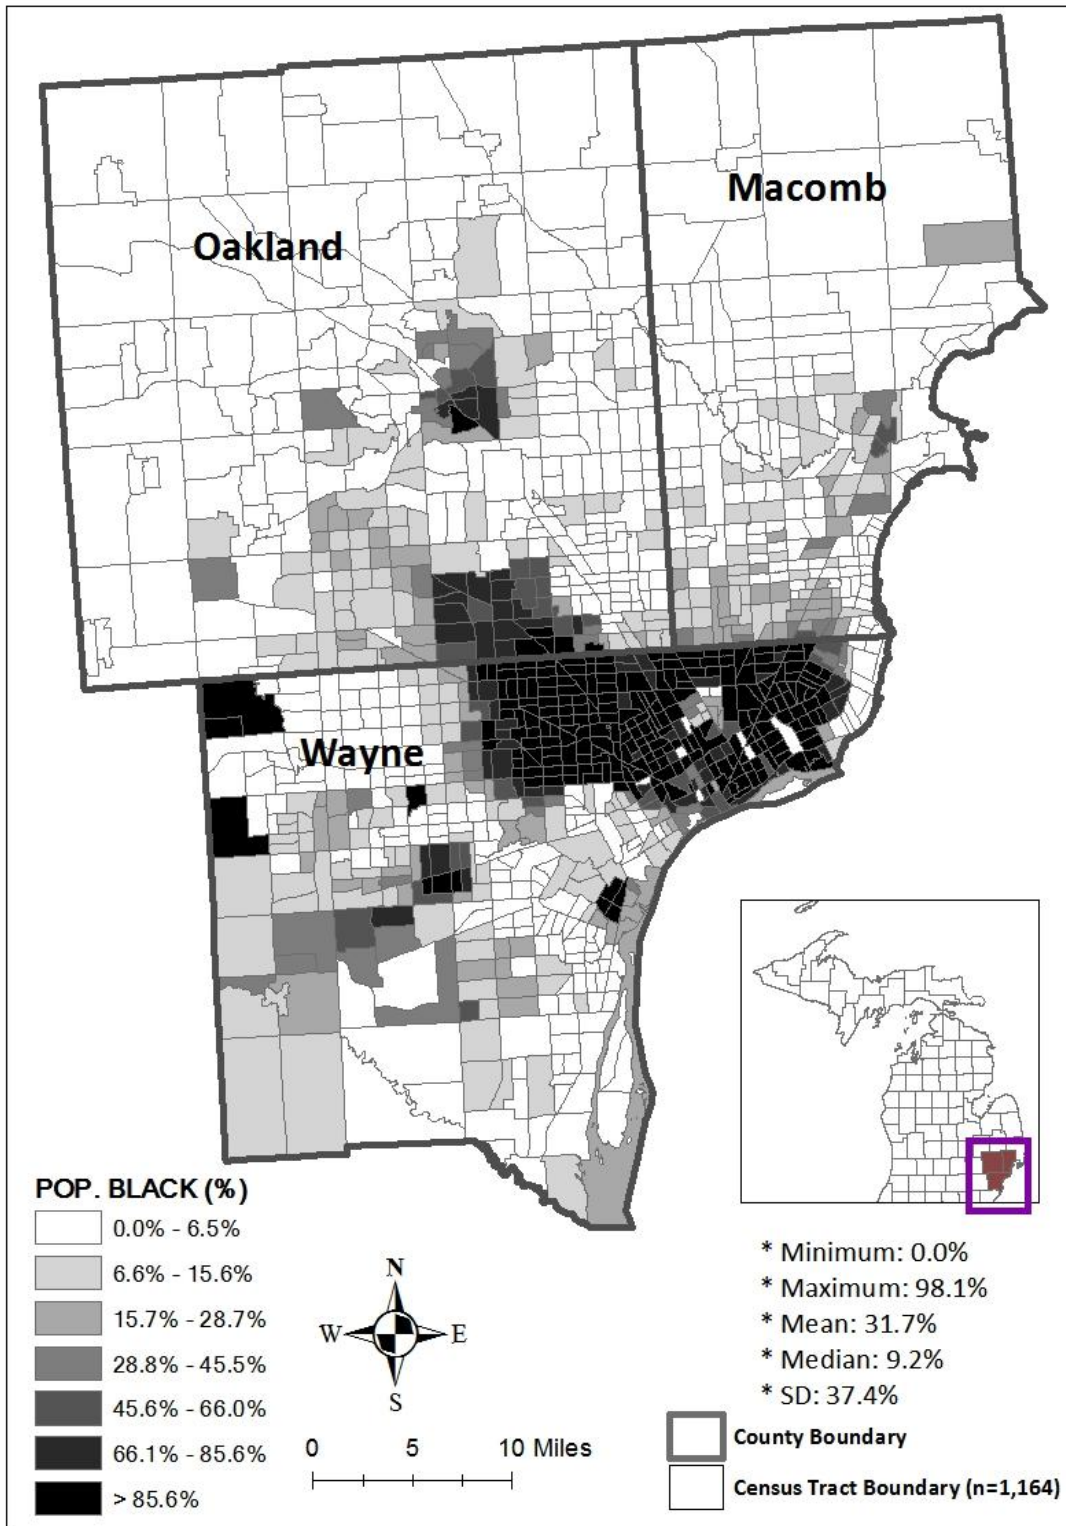 Macomb
Oakland
Wayne
POP. BLACK (%)
0.0% - 6.5%
6.6% - 15.6%
15.7% - 28.7%
28.8% - 45.5%
45.6% - 66.0%
66.1% - 85.6%
> 85.6%
N
W E
S
0 5 10 Miles
* Minimum: 0.0%
* Maximum: 98.1%
* Mean: 31.7%
* Median: 9.2%
* SD: 37.4%
County Boundary
Census Tract Boundary (n=1,164)